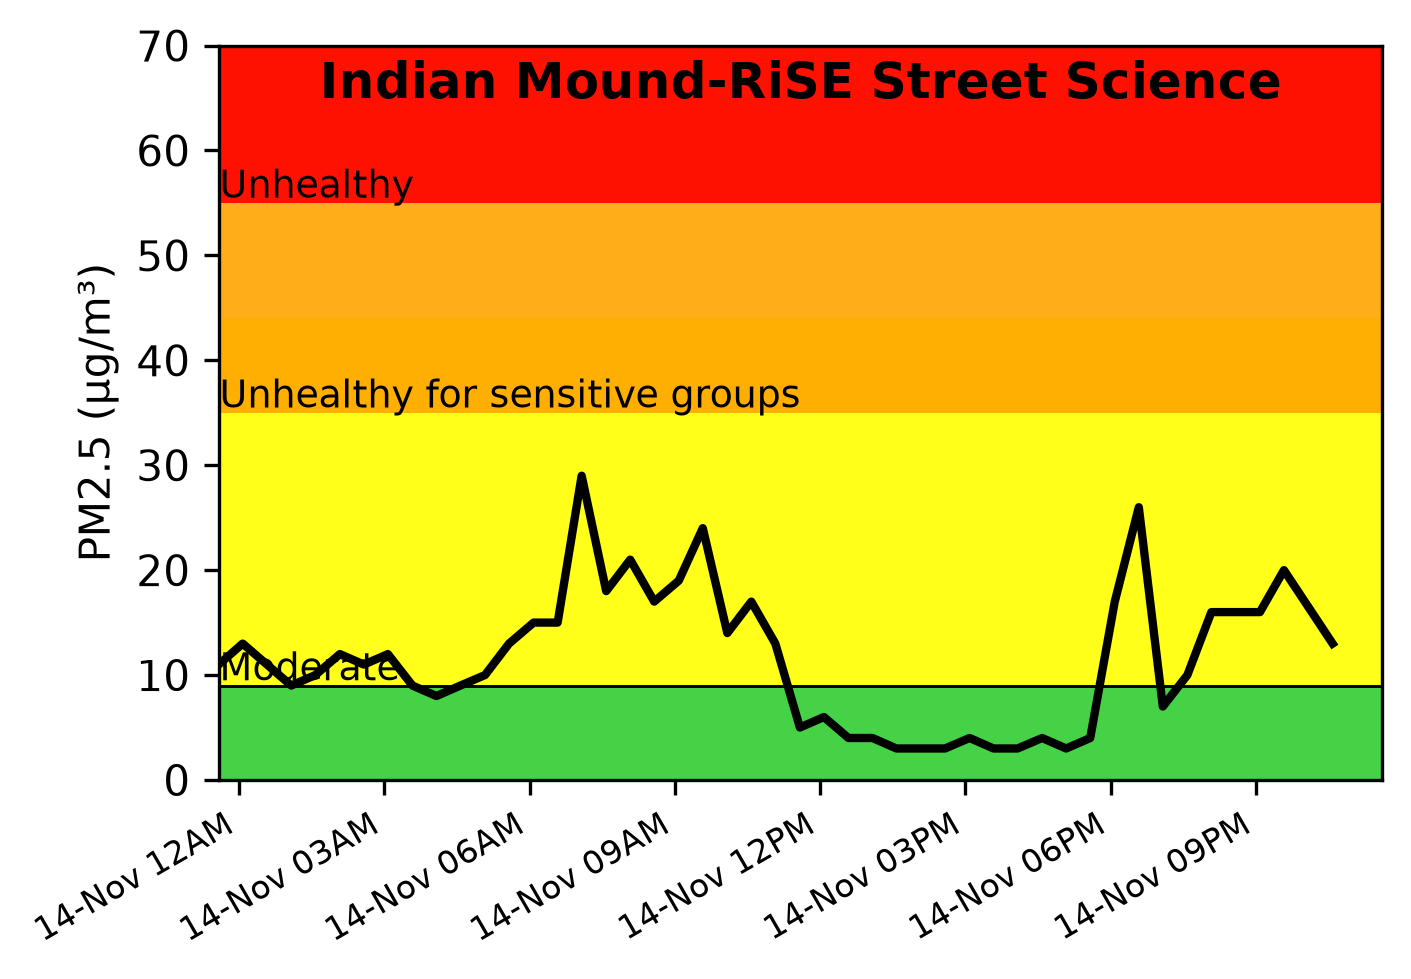 Indian Mound-RiSE Street Science
70
60
Unhealthy
50
40
Unhealthy for sensitive groups
30
20
10
Moderate
0
PM2.5 (µg/m³)
14-Nov 12AM
14-Nov 03AM
14-Nov 06AM
14-Nov 09AM
14-Nov 12PM
14-Nov 03PM
14-Nov 06PM
14-Nov 09PM